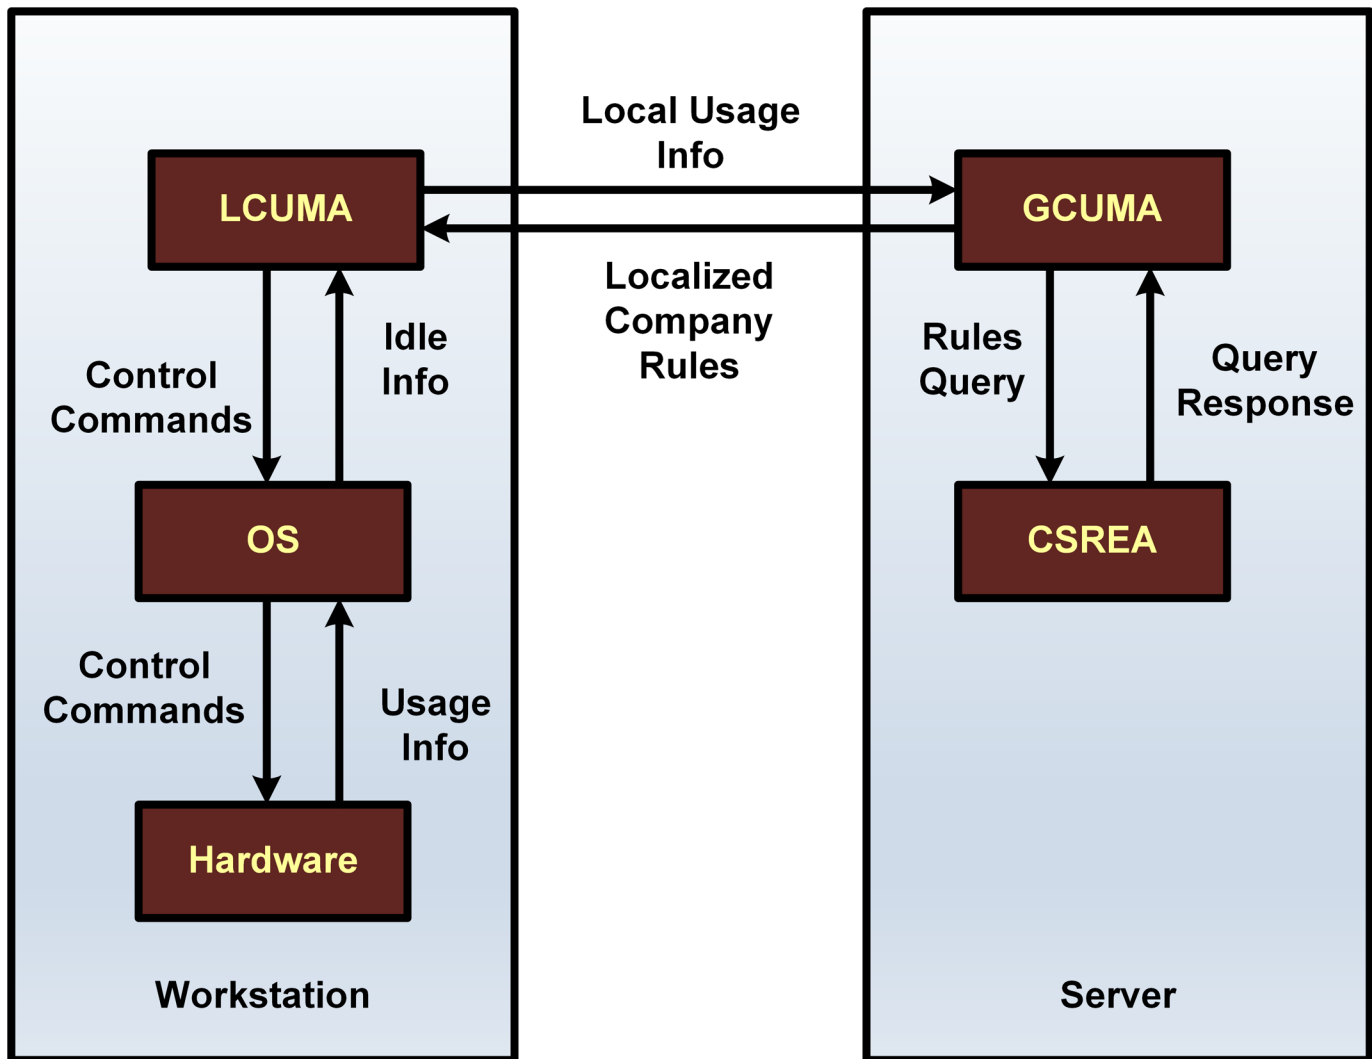 Local Usage
Info
LCUMA
GCUMA
Localized
Company
Rules
Control
Commands
Idle
Info
Rules
Query
Query
Response
OS
CSREA
Control
Commands
Usage
Info
Hardware
Workstation
Server